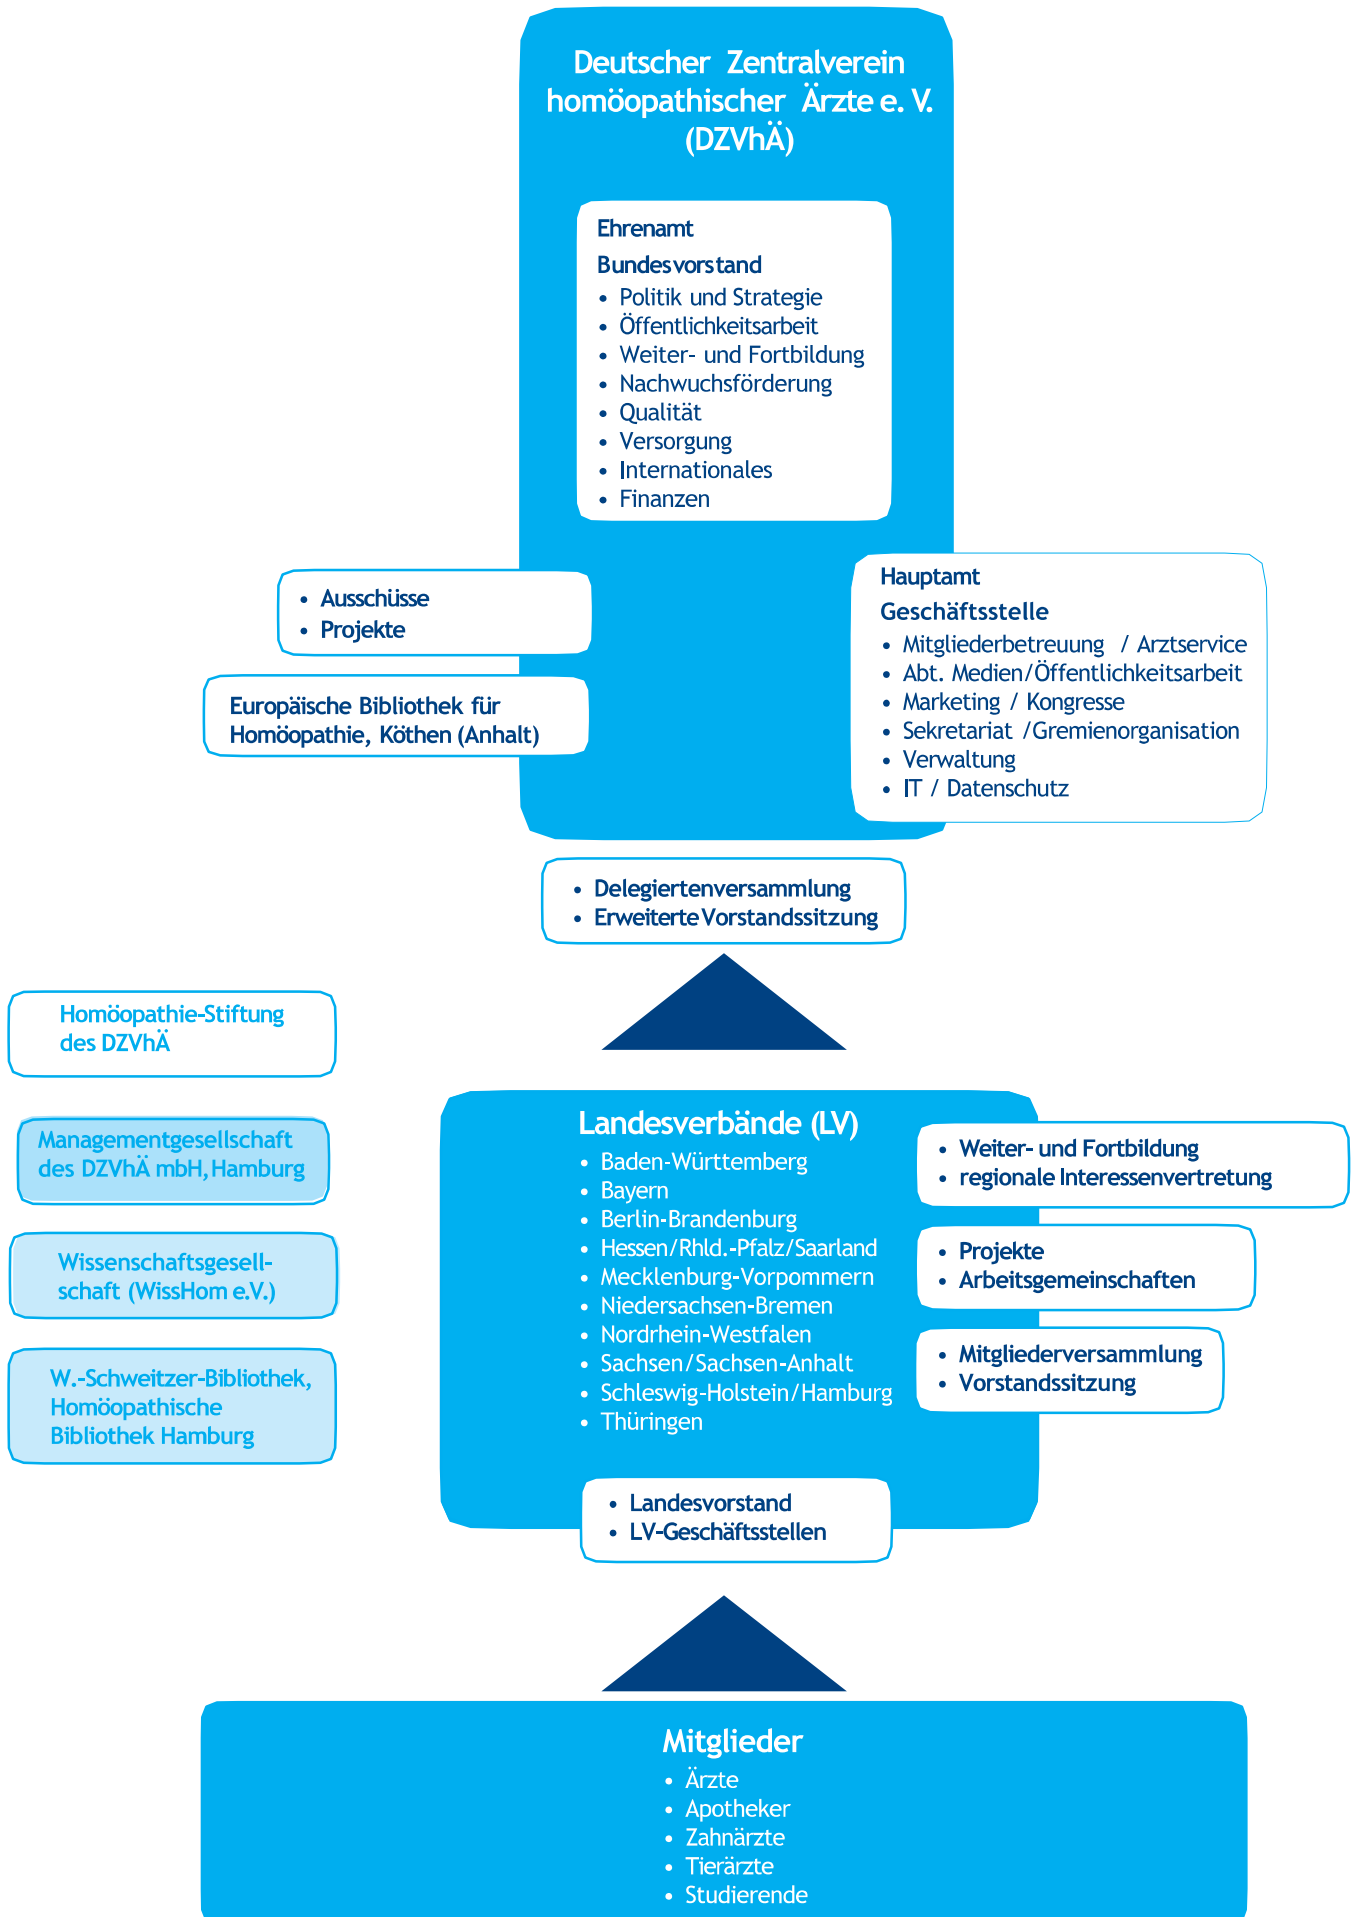 Deutscher Zentralverein
homöopathischer Ärzte e. V.
(DZVhÄ)
Ehrenamt
Bundesvorstand
• Politik und Strategie
• Öffentlichkeitsarbeit
• Weiter- und Fortbildung
• Nachwuchsförderung
• Qualität
• Versorgung
• Internationales
• Finanzen
• Ausschüsse
• Projekte
Europäische Bibliothek für
Homöopathie, Köthen (Anhalt)
Hauptamt
Geschäftsstelle
• Mitgliederbetreuung / Arztservice
• Abt. Medien/Öffentlichkeitsarbeit
• Marketing / Kongresse
• Sekretariat /Gremienorganisation
• Verwaltung
• IT / Datenschutz
• Delegiertenversammlung
• Erweiterte Vorstandssitzung
Homöopathie-Stiftung
des DZVhÄ
Managementgesellschaft
des DZVhÄ mbH, Hamburg
Wissenschaftsgesell-
schaft (WissHom e.V.)
W.-Schweitzer-Bibliothek,
Homöopathische
Bibliothek Hamburg
Landesverbände (LV)
• Baden-Württemberg
• Bayern
• Berlin-Brandenburg
• Hessen/Rhld.-Pfalz/Saarland
• Mecklenburg-Vorpommern
• Niedersachsen-Bremen
• Nordrhein-Westfalen
• Sachsen/Sachsen-Anhalt
• Schleswig-Holstein/Hamburg
• Thüringen
• Weiter- und Fortbildung
• regionale Interessenvertretung
• Projekte
• Arbeitsgemeinschaften
• Mitgliederversammlung
• Vorstandssitzung
• Landesvorstand
• LV-Geschäftsstellen
Mitglieder
• Ärzte
• Apotheker
• Zahnärzte
• Tierärzte
• Studierende